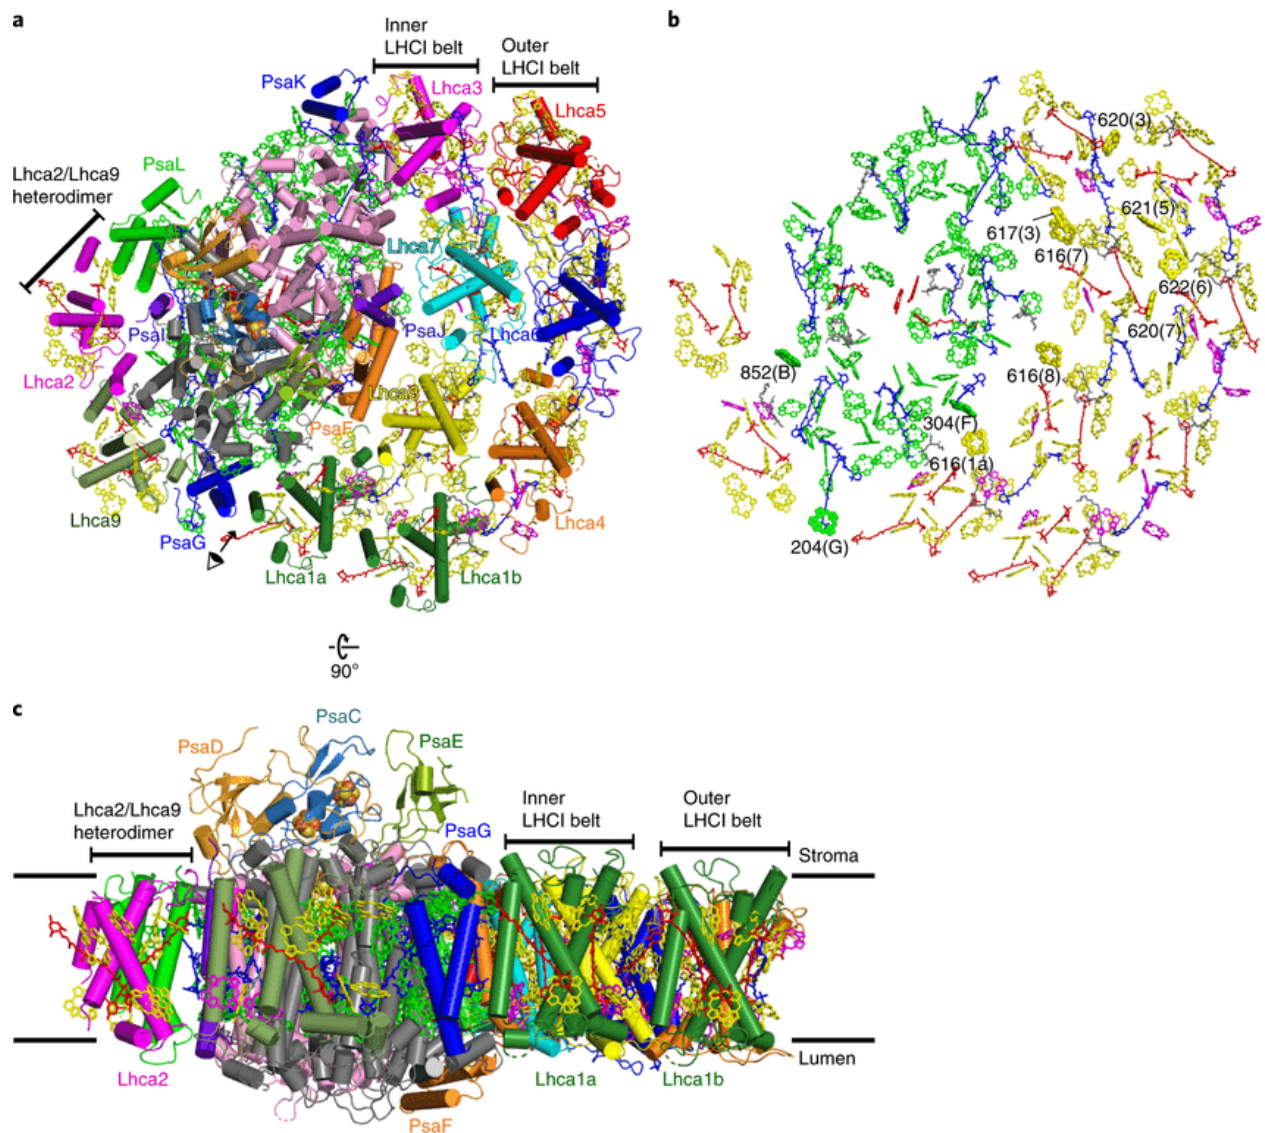 a
Inner
LHCI belt
Outer
LHCI belt
PsaK
Lhca3
Lhca5
PsaL
Lhca2/Lhca9
heterodimer
Lhca7
PsaI
PsaJ
Lhca6
Lhca2
Lhca8
PsaF
Lhca9
Lhca4
PsaG
Lhca1a
Lhca1b
90°
b
620(3)
621(5)
617(3)
616(7)
622(6)
620(7)
852(B)
616(8)
304(F)
616(1a)
204(G)
c
PsaC
PsaD
PsaE
Lhca2/Lhca9
heterodimer
Inner
LHCI belt
Outer
LHCI belt
PsaG
Stroma
Lumen
Lhca2
Lhca1a
Lhca1b
PsaF